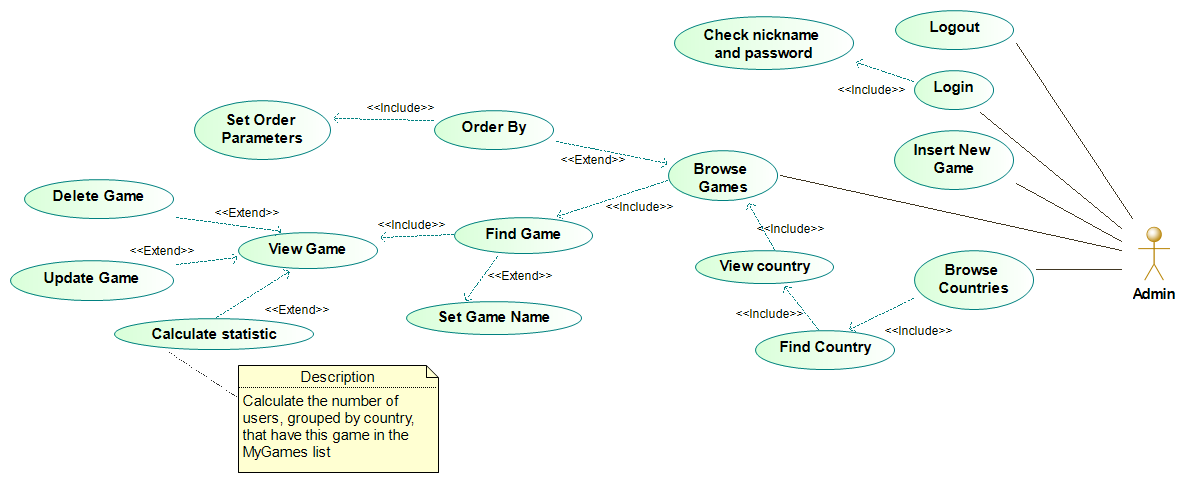 Logout
Check nickname
and password
Login
<<Include>>
<<Include>>
Set Order
Parameters
Order By
Insert New
Game
<<Extend>>
Browse
Games
Delete Game
<<Extend>>
<<Include>>
<<Include>>
<<Include>>
Find Game
View Game
<<Extend>>
Update Game
<<Extend>>
View country
Browse
Countries
Admin
<<Extend>>
Set Game Name
<<Include>>
<<Include>>
Calculate statistic
Find Country
Description
Calculate the number of
users, grouped by country,
that have this game in the
MyGames list